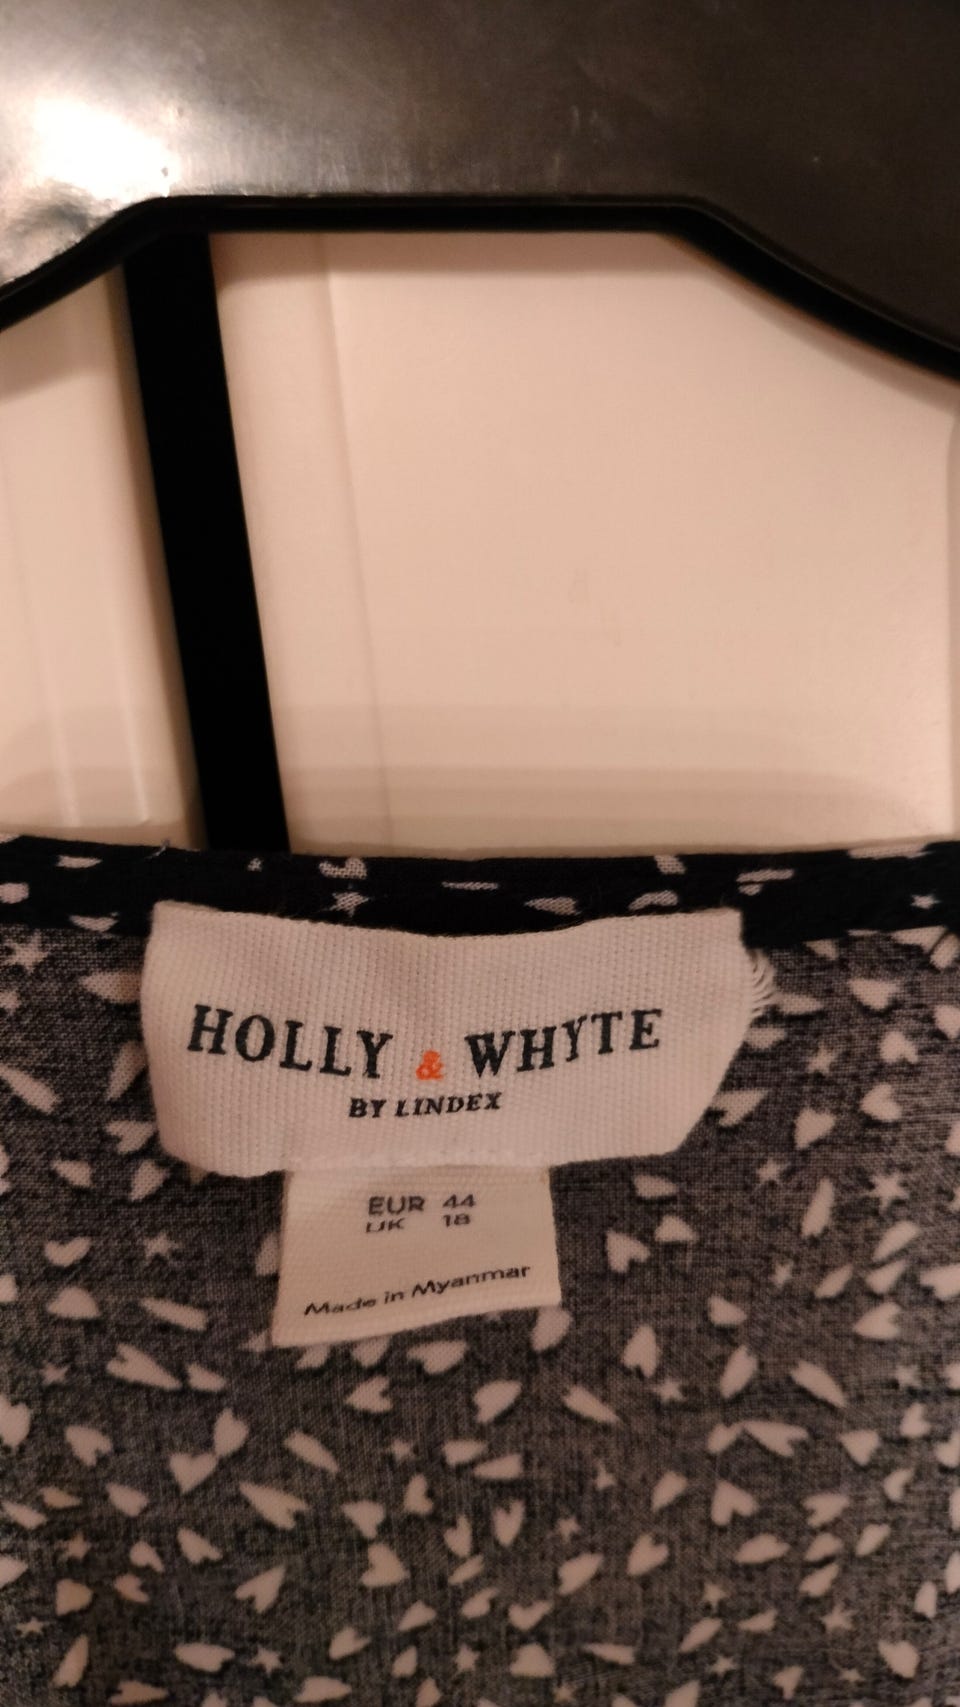 HOLLY & WHYTE
BY LINDEX
EUR 44
UK 18
Made in Myanmar